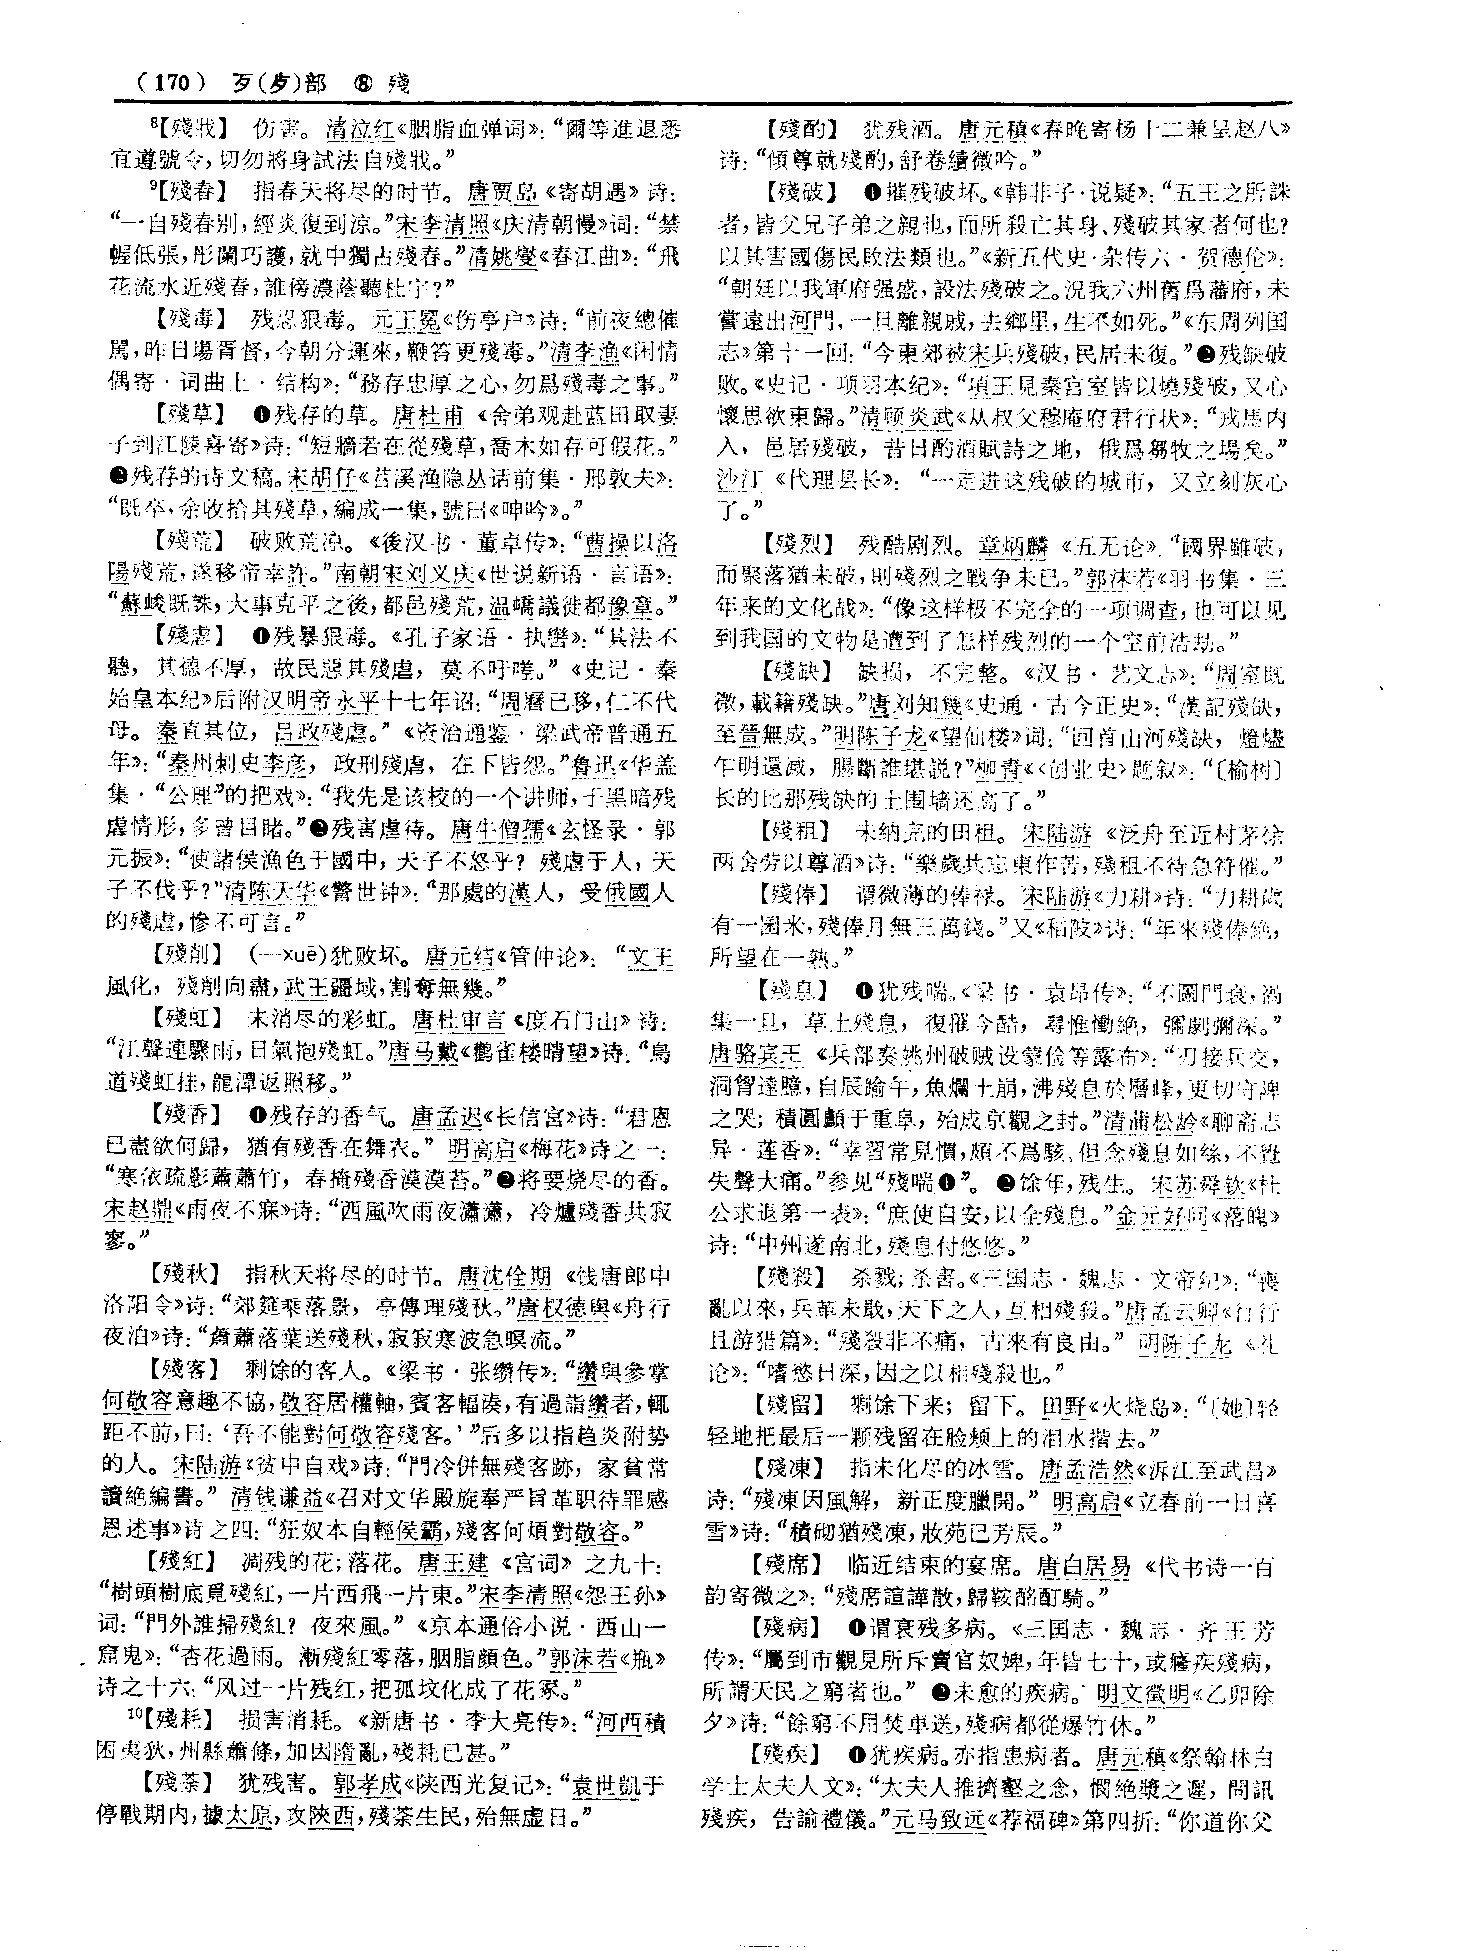 （170） 歹(歺)部 ⑧ 殘
⁸【殘戕】 伤害。清泣红《胭脂血弹词》：“爾等進退悉
宜遵號令，切勿將身試法自殘戕。”
⁹【殘春】 指春天将尽的时节。唐贾岛《寄胡遇》诗：
“一自殘春别，經炎復到凉。”宋李清照《庆清朝慢》词：“禁
幄低張，彤闌巧護，就中獨占殘春。”清姚燮《春江曲》：“飛
花流水近殘春，誰傍濃蔭聽杜宇？”
【殘毒】 残忍狠毒。元王冕《伤亭户》诗：“前夜總催
駡，昨日場胥督，今朝分運來，鞭笞更殘毒。”清李渔《闲情
偶寄·词曲上·结构》：“務存忠厚之心，勿爲殘毒之事。”
【殘草】 ❶残存的草。唐杜甫《舍弟观赴蓝田取妻
子到江陵喜寄》诗：“短牆若在從殘草，喬木如存可假花。”
❷残存的诗文稿。宋胡仔《苕溪渔隐丛话前集·邢敦夫》：
“既卒，余收拾其殘草，編成一集，號曰《呻吟》。”
【殘荒】 破败荒凉。《後汉书·董卓传》：“曹操以洛
陽殘荒，遂移帝幸許。”南朝宋刘义庆《世说新语·言语》：
“蘇峻既誅，大事克平之後，都邑殘荒，温嶠議徙都豫章。”
【殘虐】 ❶残暴狠毒。《孔子家语·执辔》：“其法不
聽，其德不厚，故民惡其殘虐，莫不吁嗟。”《史记·秦
始皇本纪》后附汉明帝永平十七年诏：“周曆已移，仁不代
母。秦直其位，吕政殘虐。”《资治通鉴·梁武帝普通五
年》：“秦州刺史李彦，政刑殘虐，在下皆怨。”鲁迅《华盖
集·“公理”的把戏》：“我先是该校的一个讲师，于黑暗残
虐情形，多曾目睹。”❷残害虐待。唐牛僧孺《玄怪录·郭
元振》：“使諸侯漁色于國中，天子不怒乎？殘虐于人，天
子不伐乎？”清陈天华《警世钟》：“那處的漢人，受俄國人
的殘虐，慘不可言。”
【殘削】 (—xuē)犹败坏。唐元结《管仲论》：“文王
風化，殘削向盡，武王疆域，割奪無幾。”
【殘虹】 未消尽的彩虹。唐杜审言《度石门山》诗：
“江聲連驟雨，日氣抱殘虹。”唐马戴《鹳雀楼晴望》诗：“鳥
道殘虹挂，龍潭返照移。”
【殘香】 ❶残存的香气。唐孟迟《长信宫》诗：“君恩
已盡欲何歸，猶有殘香在舞衣。”明高启《梅花》诗之一：
“寒依疏影蕭蕭竹，春掩殘香漠漠苔。”❷将要烧尽的香。
宋赵鼎《雨夜不寐》诗：“西風吹雨夜瀟瀟，冷爐殘香共寂
寥。”
【殘秋】 指秋天将尽的时节。唐沈佺期《饯唐郎中
洛阳令》诗：“郊筵乘落景，亭傳理殘秋。”唐权德舆《舟行
夜泊》诗：“蕭蕭落葉送殘秋，寂寂寒波急暝流。”
【殘客】 剩馀的客人。《梁书·张缵传》：“纘與參掌
何敬容意趣不協，敬容居權軸，賓客輻湊，有過詣纘者，輒
距不前，曰：‘吾不能對何敬容殘客。’”后多以指趋炎附势
的人。宋陆游《贫中自戏》诗：“門冷併無殘客跡，家貧常
讀絶編書。”清钱谦益《召对文华殿旋奉严旨革职待罪感
恩述事》诗之四：“狂奴本自輕侯霸，殘客何煩對敬容。”
【殘紅】 凋残的花；落花。唐王建《宫词》之九十：
“樹頭樹底覓殘紅，一片西飛一片東。”宋李清照《怨王孙》
词：“門外誰掃殘紅？夜來風。”《京本通俗小说·西山一
窟鬼》：“杏花過雨。漸殘紅零落，胭脂顔色。”郭沫若《瓶》
诗之十六：“风过一片残红，把孤坟化成了花冢。”
¹⁰【殘耗】 损害消耗。《新唐书·李大亮传》：“河西積
困夷狄，州縣蕭條，加因隋亂，殘耗已甚。”
【殘荼】 犹残害。郭孝成《陕西光复记》：“袁世凱于
停戰期内，據太原，攻陝西，殘荼生民，殆無虚日。”
【殘酌】 犹残酒。唐元稹《春晚寄杨十二兼呈赵八》
诗：“傾尊就殘酌，舒卷續微吟。”
【殘破】 ❶摧残破坏。《韩非子·说疑》：“五王之所誅
者，皆父兄子弟之親也，而所殺亡其身、殘破其家者何也？
以其害國傷民敗法類也。”《新五代史·杂传六·贺德伦》：
“朝廷以我軍府强盛，設法殘破之。況我六州舊爲藩府，未
嘗遠出河門，一旦離親戚，去鄉里，生不如死。”《东周列国
志》第十一回：“今東郊被宋兵殘破，民居未復。”❷残缺破
败。《史记·项羽本纪》：“項王見秦宫室皆以燒殘破，又心
懷思欲東歸。”清顾炎武《从叔父穆庵府君行状》：“戎馬内
入，邑居殘破，昔日酌酒賦詩之地，俄爲芻牧之場矣。”
沙汀《代理县长》：“一走进这残破的城市，又立刻灰心
了。”
【殘烈】 残酷剧烈。章炳麟《五无论》：“國界雖破，
而聚落猶未破，則殘烈之戰争未已。”郭沫若《羽书集·三
年来的文化战》：“像这样极不完全的一项调查，也可以见
到我国的文物是遭到了怎样残烈的一个空前浩劫。”
【殘缺】 缺损，不完整。《汉书·艺文志》：“周室既
微，載籍殘缺。”唐刘知幾《史通·古今正史》：“漢記殘缺，
至晉無成。”明陈子龙《望仙楼》词：“回首山河殘缺，燈燼
乍明還滅，腸斷誰堪説？”柳青《〈创业史〉题叙》：“〔榆树〕
长的比那残缺的土围墙还高了。”
【殘租】 未纳完的田租。宋陆游《泛舟至近村茅徐
两舍劳以尊酒》诗：“樂歲共忘東作苦，殘租不待急符催。”
【殘俸】 谓微薄的俸禄。宋陆游《力耕》诗：“力耕歲
有一囷米，殘俸月無三萬錢。”又《稻陂》诗：“年來殘俸絶，
所望在一熟。”
【殘息】 ❶犹残喘。《梁书·袁昂传》：“不圖門衰，禍
集一旦，草土殘息，復罹今酷，尋惟慟絶，彌劇彌深。”
唐骆宾王《兵部奏姚州破贼设蒙俭等露布》：“刃接兵交，
洞胷達臆，自辰踰午，魚爛土崩，沸殘息於層峰，更切守陴
之哭；積圓顱于重阜，殆成京觀之封。”清蒲松龄《聊斋志
异·莲香》：“幸習常見慣，頗不爲駭，但念殘息如絲，不覺
失聲大痛。”参见“残喘❶”。❷馀年，残生。宋苏舜钦《杜
公求退第一表》：“庶使自安，以全殘息。”金元好问《落魄》
诗：“中州遂南北，殘息付悠悠。”
【殘殺】 杀戮；杀害。《三国志·魏志·文帝纪》：“喪
亂以來，兵革未戢，天下之人，互相殘殺。”唐孟云卿《行行
且游猎篇》：“殘殺非不痛，古來有良由。”明陈子龙《礼
论》：“嗜慾日深，因之以相殘殺也。”
【殘留】 剩馀下来；留下。田野《火烧岛》：“〔她〕轻
轻地把最后一颗残留在脸颊上的泪水揩去。”
【殘凍】 指未化尽的冰雪。唐孟浩然《泝江至武昌》
诗：“殘凍因風解，新正度臘開。”明高启《立春前一日喜
雪》诗：“積砌猶殘凍，妝苑已芳辰。”
【殘席】 临近结束的宴席。唐白居易《代书诗一百
韵寄微之》：“殘席諠譁散，歸鞍酩酊騎。”
【殘病】 ❶谓衰残多病。《三国志·魏志·齐王芳
传》：“屬到市觀見所斥賣官奴婢，年皆七十，或癃疾殘病，
所謂天民之窮者也。”❷未愈的疾病。明文徵明《乙卯除
夕》诗：“餘窮不用焚車送，殘病都從爆竹休。”
【殘疾】 ❶犹疾病。亦指患病者。唐元稹《祭翰林白
学士太夫人文》：“太夫人推擠壑之念，憫絶漿之遲，問訊
殘疾，告諭禮儀。”元马致远《荐福碑》第四折：“你道你父